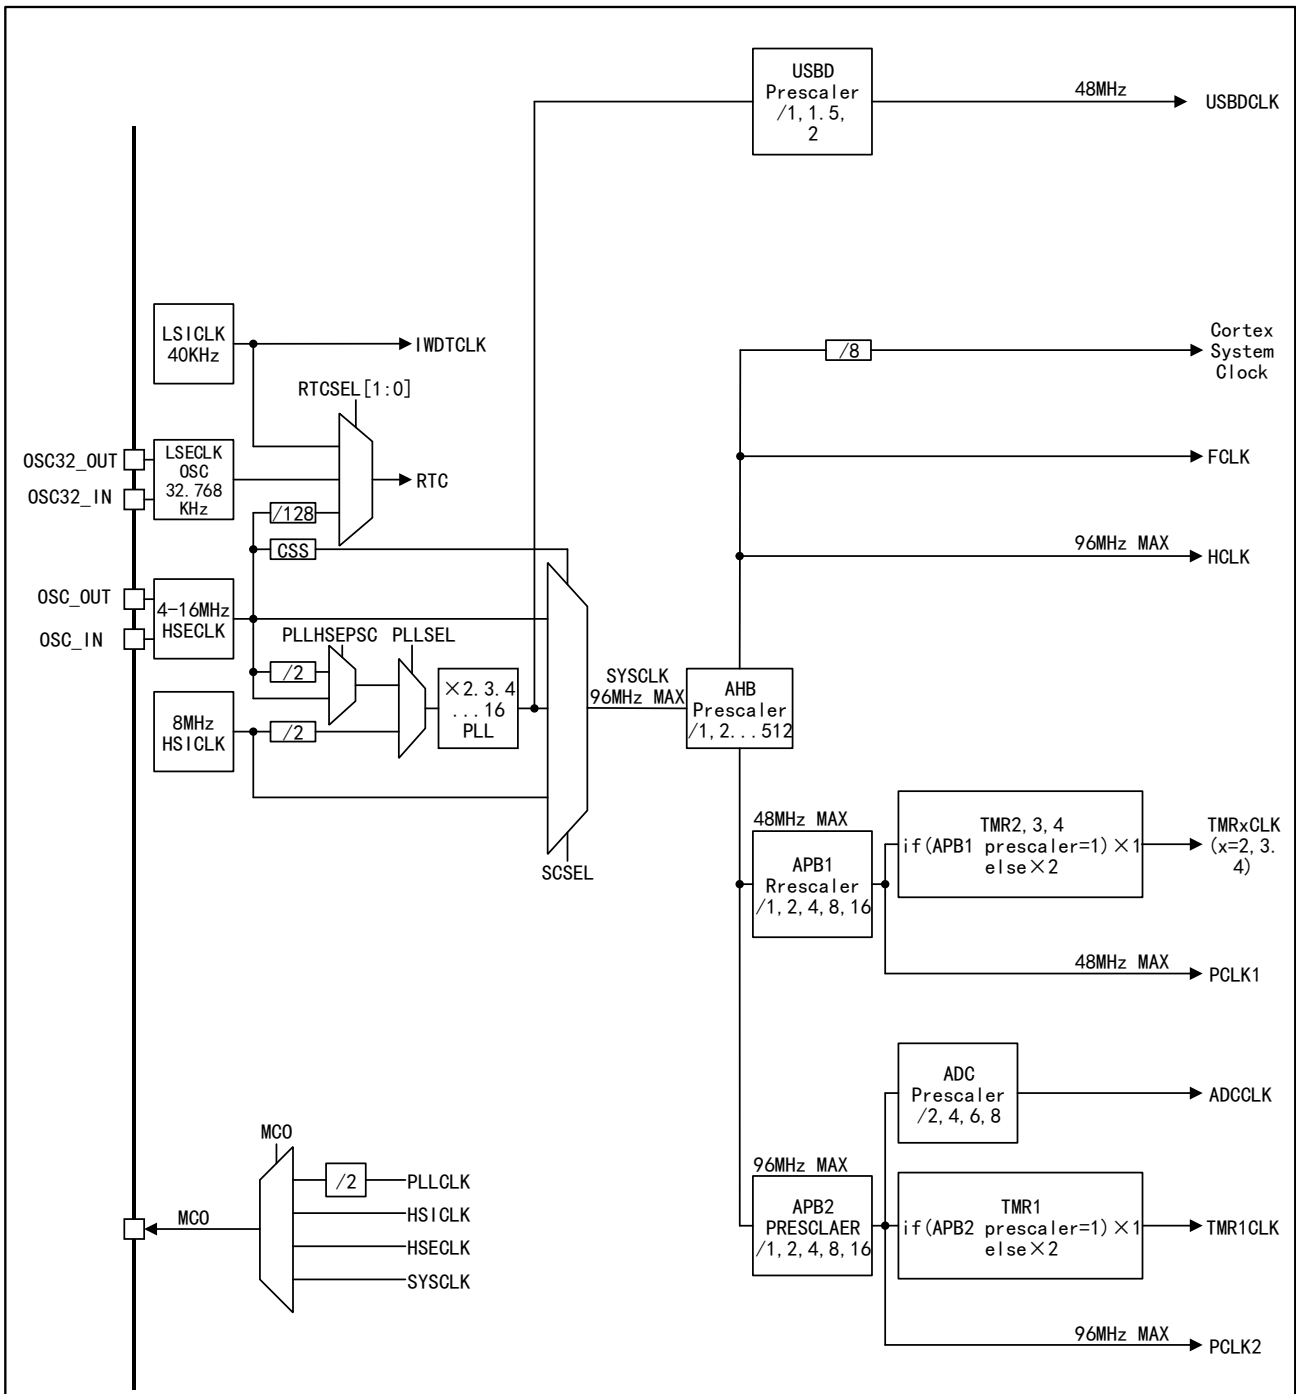 USBD
Prescaler
/1, 1.5,
2
48MHz
USBDCLK
LSICLK
40KHz
IWDTCLK
RTCSEL[1:0]
/8
Cortex
System
Clock
OSC32_OUT
OSC32_IN
LSECLK
OSC
32.768
KHz
RTC
FCLK
/128
CSS
96MHz MAX
HCLK
OSC_OUT
OSC_IN
4-16MHz
HSECLK
PLLHSEPSC
PLLSEL
/2
8MHz
HSICLK
/2
×2.3.4
...16
PLL
SYSCLK
96MHz MAX
AHB
Prescaler
/1, 2...512
SCSEL
48MHz MAX
APB1
Rrescaler
/1, 2, 4, 8, 16
TMR2, 3, 4
if(APB1 prescaler=1)×1
else×2
TMRxCLK
(x=2, 3.
4)
48MHz MAX
PCLK1
ADC
Prescaler
/2, 4, 6, 8
ADCCLK
96MHz MAX
APB2
PRESCLAER
/1, 2, 4, 8, 16
TMR1
if(APB2 prescaler=1)×1
else×2
TMR1CLK
96MHz MAX
PCLK2
MCO
MCO
/2
PLLCLK
HSICLK
HSECLK
SYSCLK